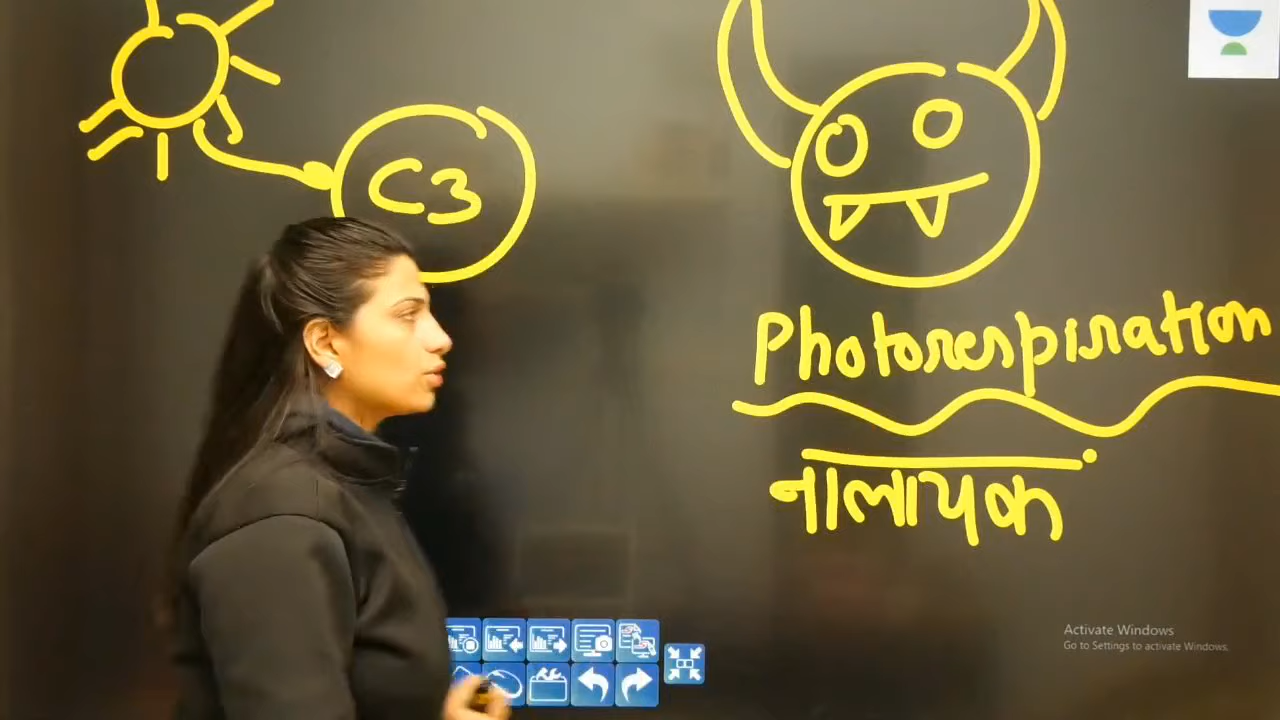 C3
Photorespiration
नालायक
Activate Windows
Go to Settings to activate Windows.